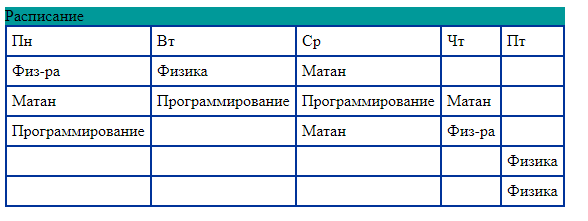 Расписание
Пн Вт Ср Чт Пт
Физ-ра Физика Матан
Матан Программирование Программирование Матан
Программирование Матан Физ-ра
Физика
Физика